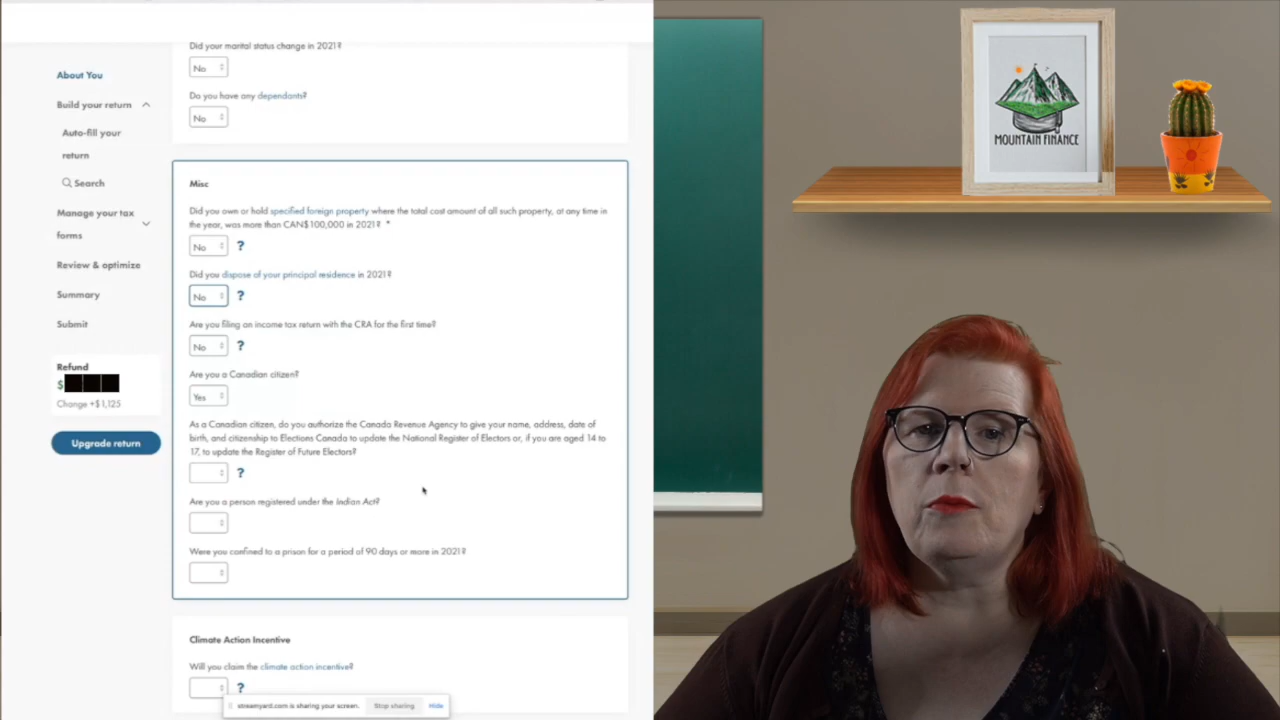 Did your marital status change in 2021?
No
Do you have any dependants?
No
About You
Build your return
Auto-fill your
return
Search
Manage your tax
forms
Review & optimize
Summary
Submit
Refund
$
Change +$1,125
Upgrade return
Misc
Did you own or hold specified foreign property where the total cost amount of all such property, at any time in
the year, was more than CAN$100,000 in 2021? *
No ?
Did you dispose of your principal residence in 2021?
No ?
Are you filing an income tax return with the CRA for the first time?
No ?
Are you a Canadian citizen?
Yes
As a Canadian citizen, do you authorize the Canada Revenue Agency to give your name, address, date of
birth, and citizenship to Elections Canada to update the National Register of Electors or, if you are aged 14 to
17, to update the Register of Future Electors?
?
Are you a person registered under the Indian Act?
Were you confined to a prison for a period of 90 days or more in 2021?
Climate Action Incentive
Will you claim the climate action incentive?
?
streamyard.com is sharing your screen.
Stop sharing
Hide
MOUNTAIN FINANCE